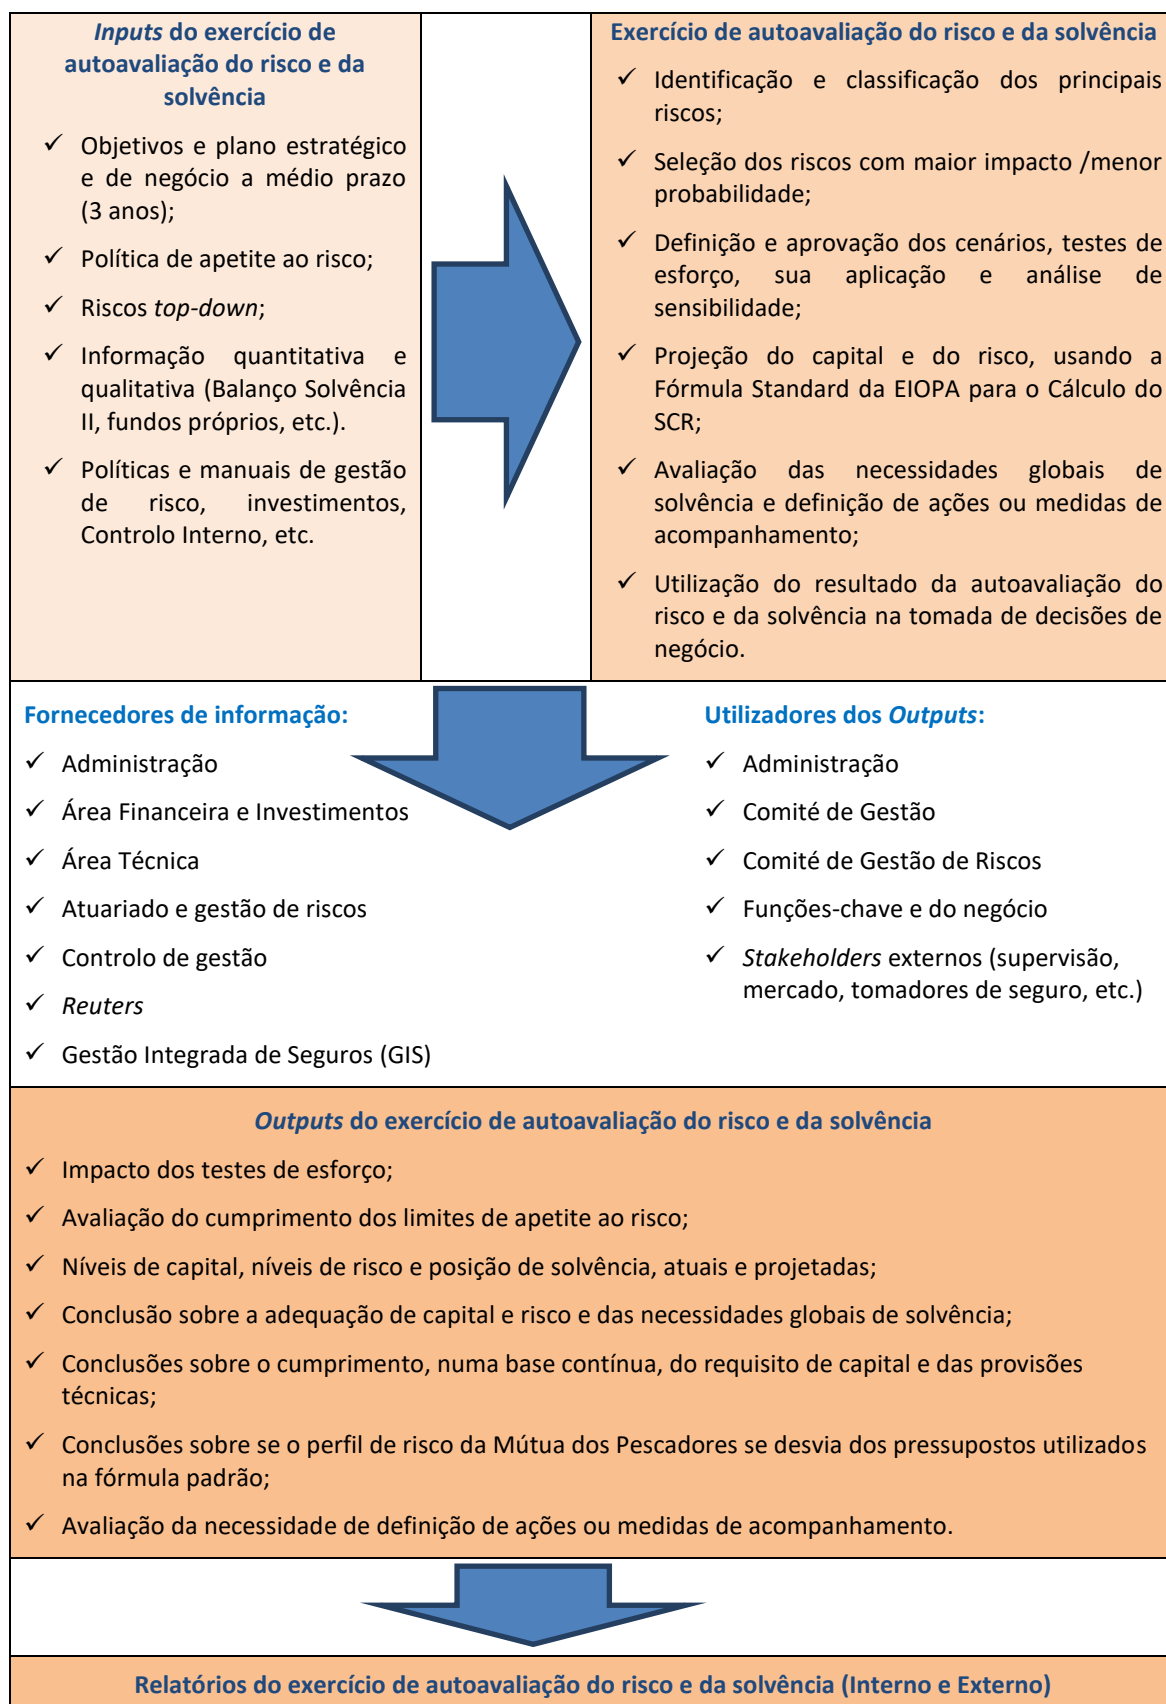 Inputs do exercício de
autoavaliação do risco e da
solvência
✓ Objetivos e plano estratégico
e de negócio a médio prazo
(3 anos);
✓ Política de apetite ao risco;
✓ Riscos top-down;
✓ Informação quantitativa e
qualitativa (Balanço Solvência
II, fundos próprios, etc.).
✓ Políticas e manuais de gestão
de risco, investimentos,
Controlo Interno, etc.
Exercício de autoavaliação do risco e da solvência
✓ Identificação e classificação dos principais
riscos;
✓ Seleção dos riscos com maior impacto /menor
probabilidade;
✓ Definição e aprovação dos cenários, testes de
esforço, sua aplicação e análise de
sensibilidade;
✓ Projeção do capital e do risco, usando a
Fórmula Standard da EIOPA para o Cálculo do
SCR;
✓ Avaliação das necessidades globais de
solvência e definição de ações ou medidas de
acompanhamento;
✓ Utilização do resultado da autoavaliação do
risco e da solvência na tomada de decisões de
negócio.
Fornecedores de informação:
✓ Administração
✓ Área Financeira e Investimentos
✓ Área Técnica
✓ Atuariado e gestão de riscos
✓ Controlo de gestão
✓ Reuters
✓ Gestão Integrada de Seguros (GIS)
Utilizadores dos Outputs:
✓ Administração
✓ Comité de Gestão
✓ Comité de Gestão de Riscos
✓ Funções-chave e do negócio
✓ Stakeholders externos (supervisão,
mercado, tomadores de seguro, etc.)
Outputs do exercício de autoavaliação do risco e da solvência
✓ Impacto dos testes de esforço;
✓ Avaliação do cumprimento dos limites de apetite ao risco;
✓ Níveis de capital, níveis de risco e posição de solvência, atuais e projetadas;
✓ Conclusão sobre a adequação de capital e risco e das necessidades globais de solvência;
✓ Conclusões sobre o cumprimento, numa base contínua, do requisito de capital e das provisões
técnicas;
✓ Conclusões sobre se o perfil de risco da Mútua dos Pescadores se desvia dos pressupostos utilizados
na fórmula padrão;
✓ Avaliação da necessidade de definição de ações ou medidas de acompanhamento.
Relatórios do exercício de autoavaliação do risco e da solvência (Interno e Externo)